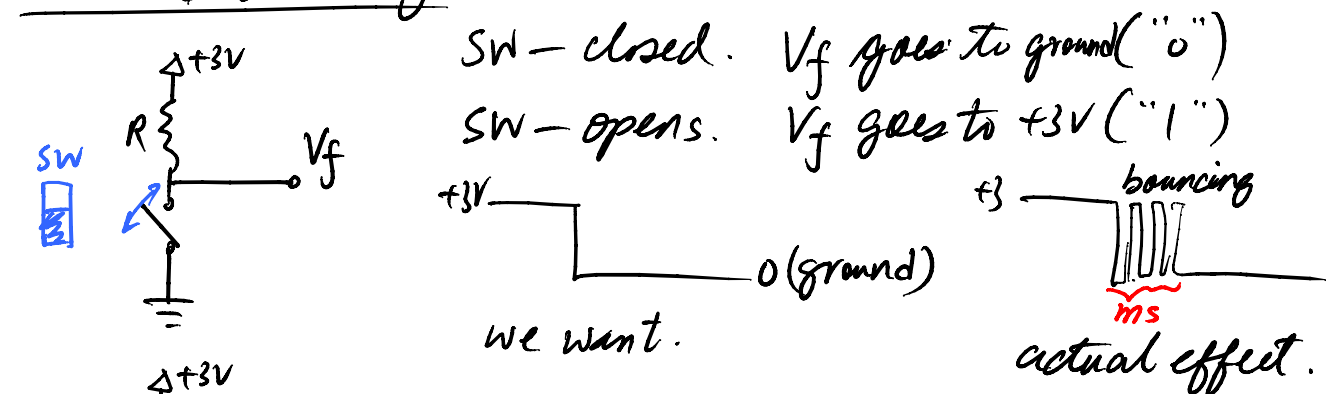 SW — closed. Vf goes to ground ("0")
SW — opens. Vf goes to +3V ("1")
+3V
R
SW
Vf
+3V
0 (ground)
we want.
+3
bouncing
ms
actual effect.
+3V